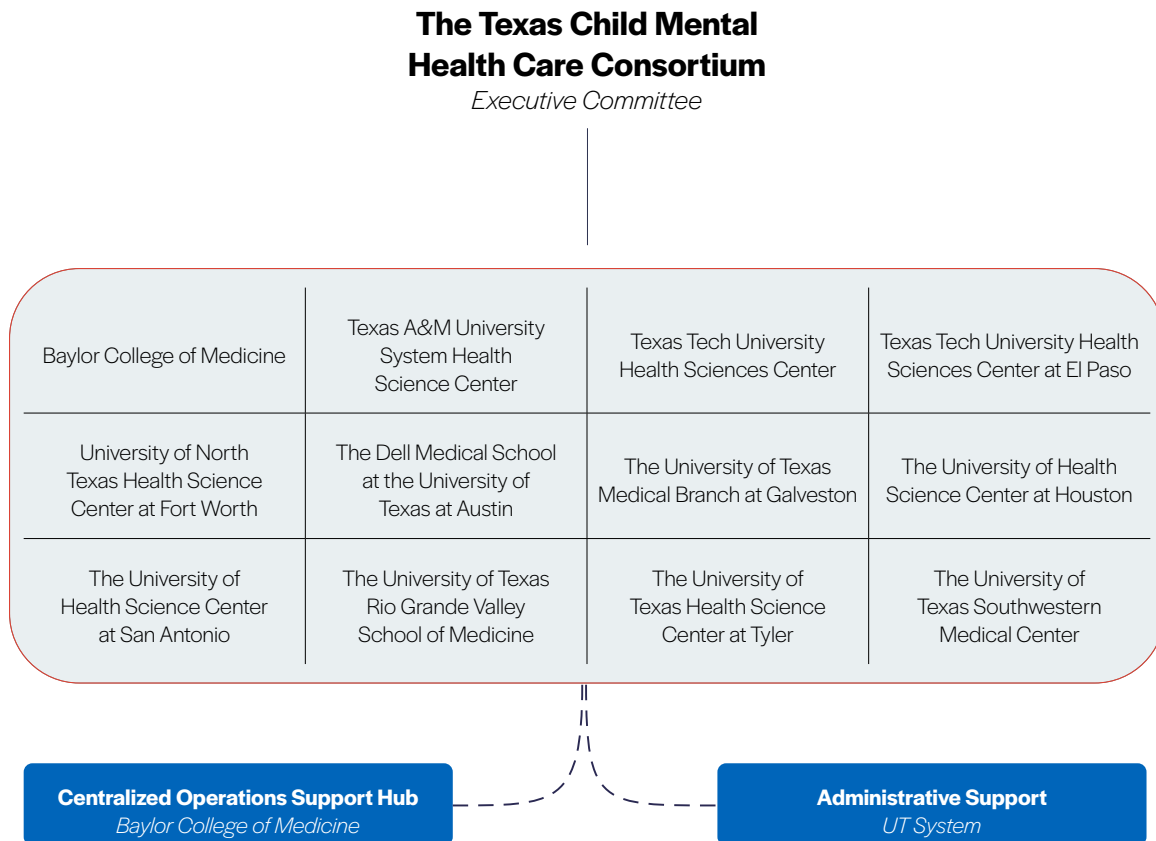 The Texas Child Mental
Health Care Consortium
Executive Committee
Baylor College of Medicine
Texas A&M University
System Health
Science Center
Texas Tech University
Health Sciences Center
Texas Tech University Health
Sciences Center at El Paso
University of North
Texas Health Science
Center at Fort Worth
The Dell Medical School
at the University of
Texas at Austin
The University of Texas
Medical Branch at Galveston
The University of Health
Science Center at Houston
The University of
Health Science Center
at San Antonio
The University of Texas
Rio Grande Valley
School of Medicine
The University of
Texas Health Science
Center at Tyler
The University of
Texas Southwestern
Medical Center
Centralized Operations Support Hub
Baylor College of Medicine
Administrative Support
UT System